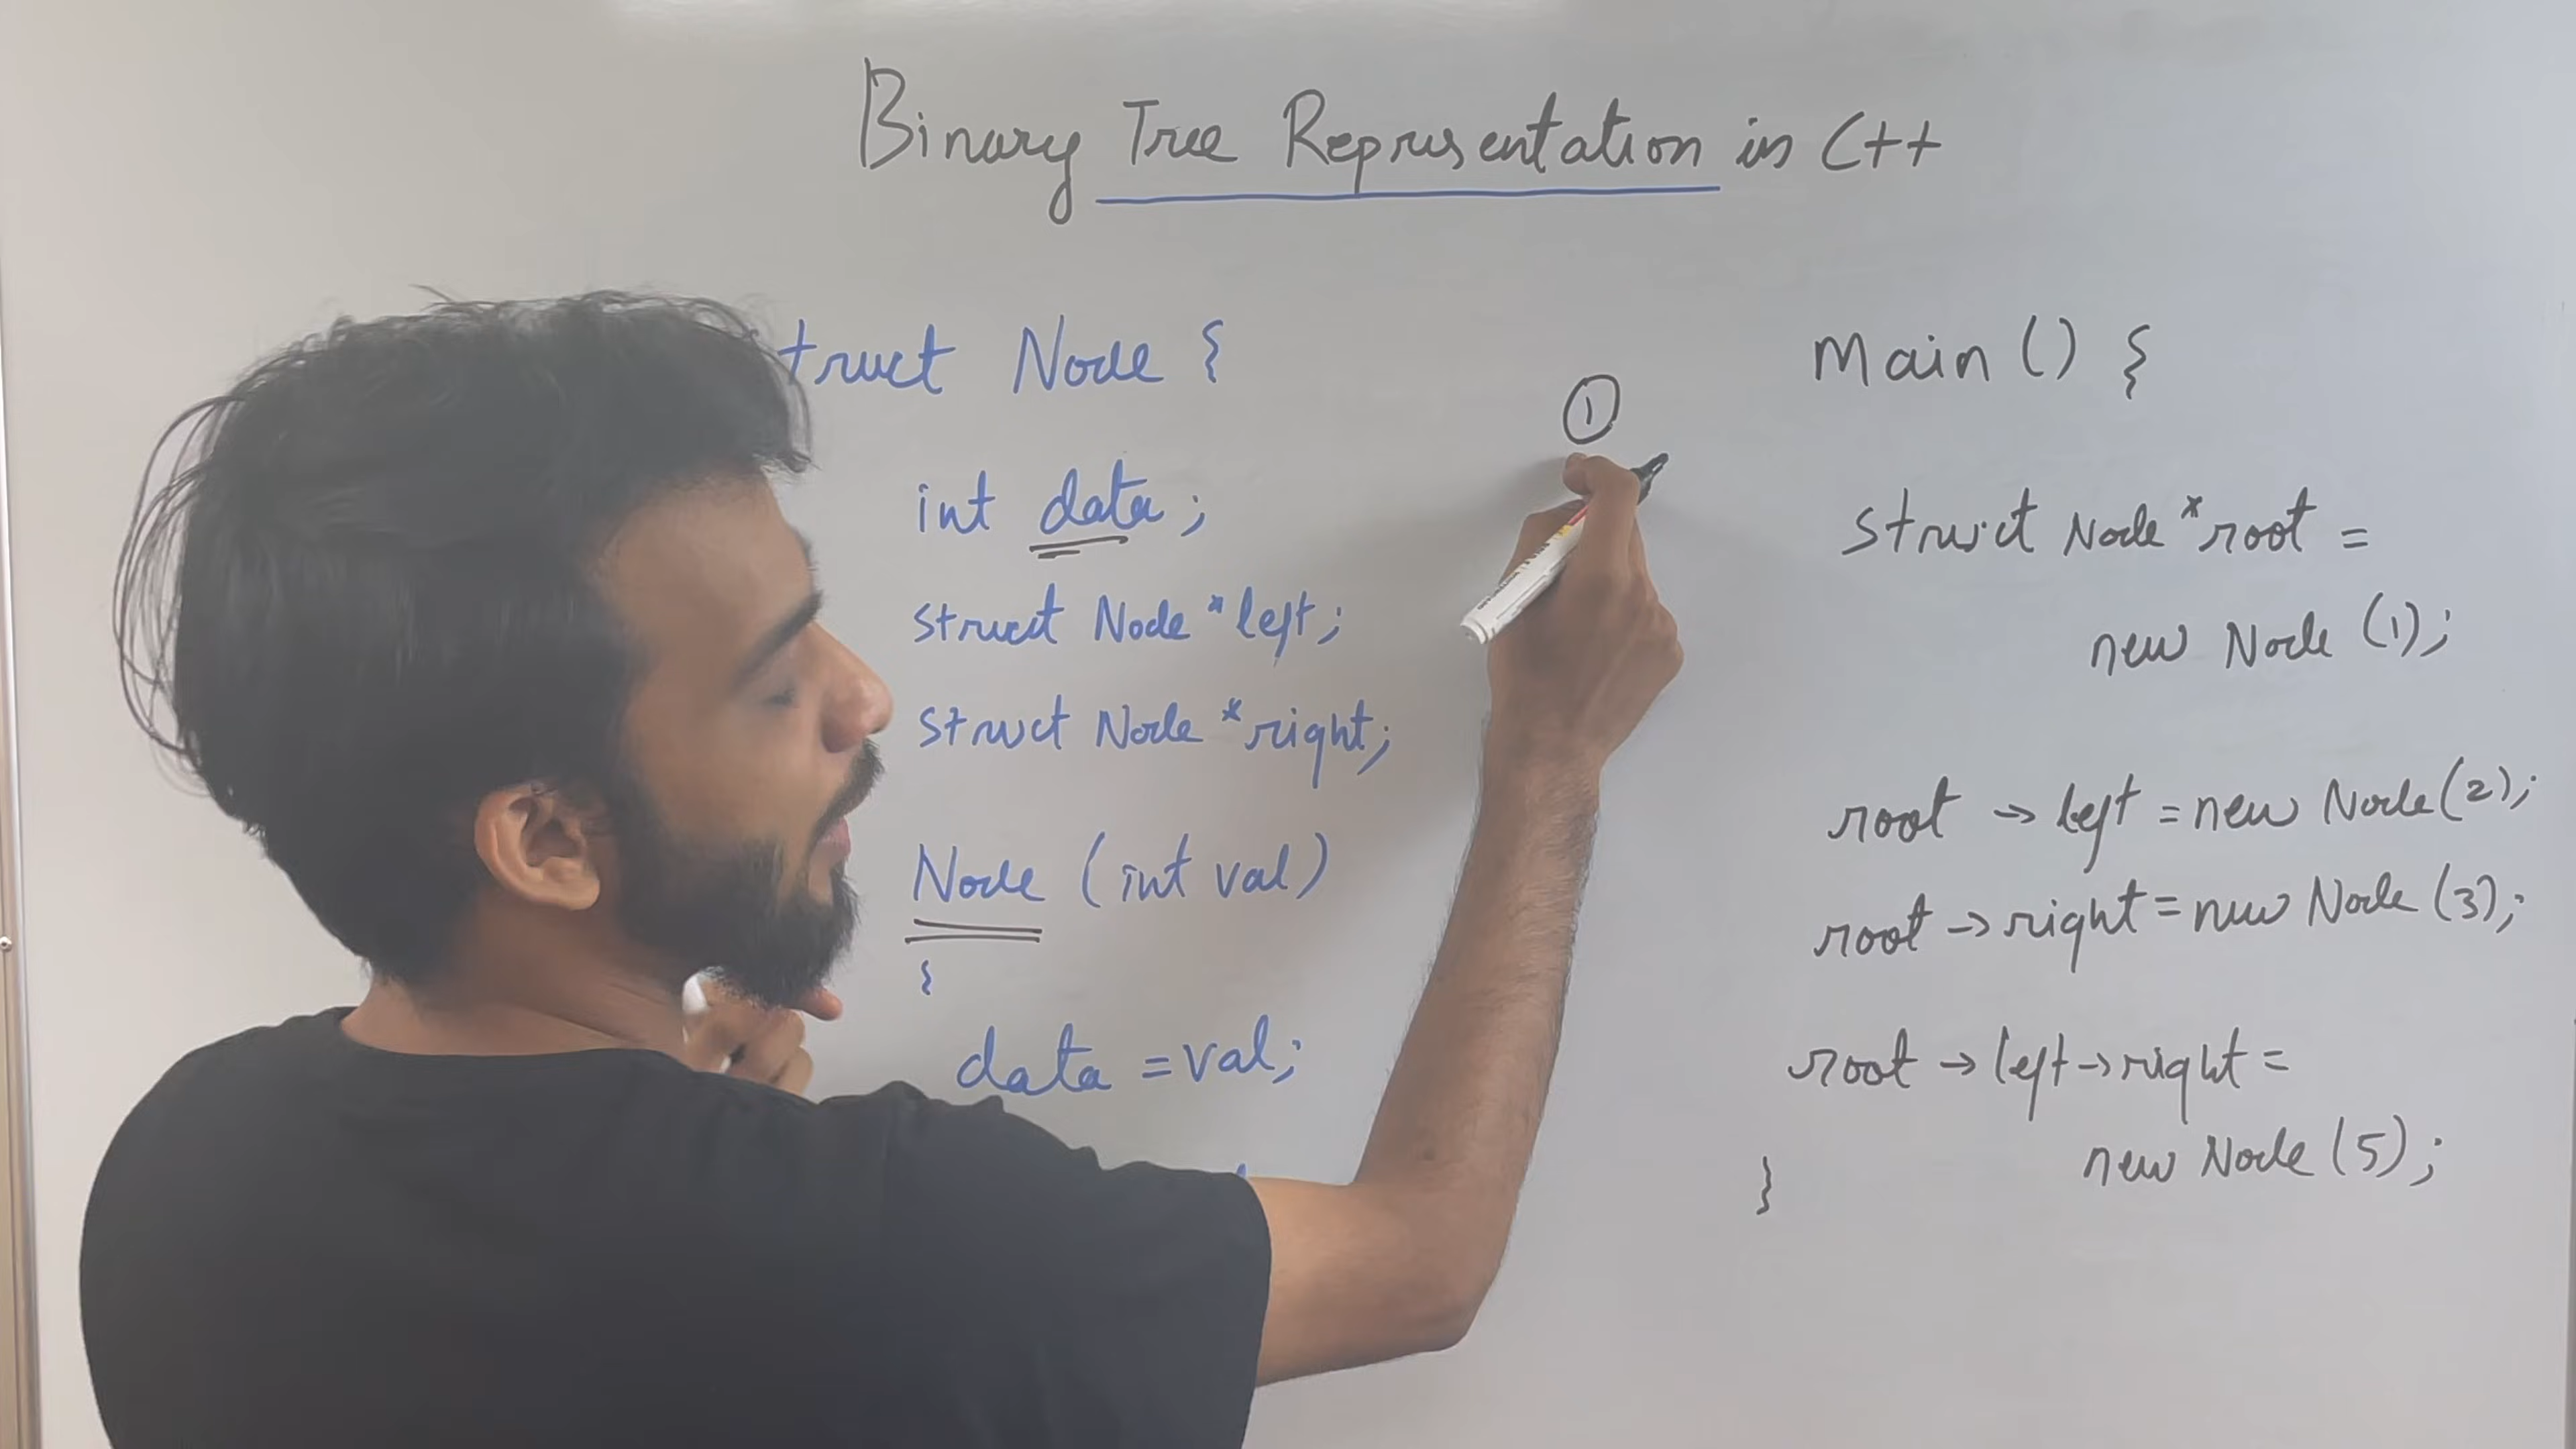 Binary Tree Representation in C++
truct Node {
int data;
struct Node *left;
struct Node *right;
Node (int val)
{
data = val;
1
Main () {
struct Node *root =
new Node (1);
root → left = new Node(2);
root → right = new Node (3);
root → left → right =
new Node (5);
}